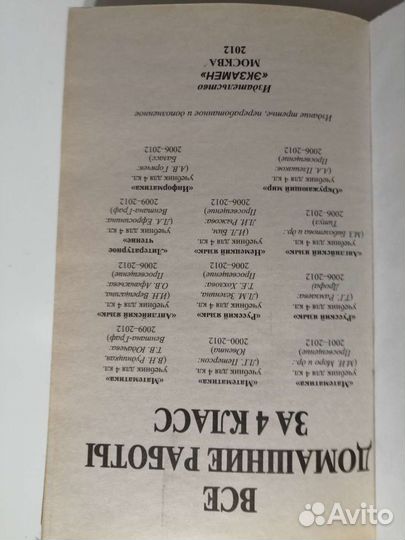 ВСЕ
ДОМАШНИЕ РАБОТЫ
ЗА 4 КЛАСС
«Математика»
учебник для 4 кл.
(М.И. Моро и др.:
Просвещение)
2001–2012
«Математика»
учебник для 4 кл.
(Л.Г. Петерсон:
Ювента)
2000–2012
«Математика»
учебник для 4 кл.
(В.Н. Рудницкая,
Т.В. Юдачева:
Вентана-Граф)
2009–2012
«Русский язык»
учебник для 4 кл.
(Т.Г. Рамзаева:
Дрофа)
2006–2012
«Русский язык»
учебник для 4 кл.
(Л.М. Зеленина,
Т.Е. Хохлова:
Просвещение)
2006–2012
«Английский язык»
учебник для 4 кл.
(И.Н. Верещагина,
О.В. Афанасьева:
Просвещение)
2006–2012
«Английский язык»
учебник для 4 кл.
(М.З. Биболетова и др.:
Титул)
2006–2012
«Немецкий язык»
учебник для 4 кл.
(И.Л. Бим:
Просвещение)
2006–2012
«Литературное
чтение»
учебник для 4 кл.
(Л.А. Ефросинина:
Вентана-Граф)
2009–2012
«Окружающий мир»
учебник для 4 кл.
(А.А. Плешаков:
Просвещение)
2006–2012
«Информатика»
учебник для 4 кл.
(А.В. Горячев:
Баласс)
2006–2012
Издание третье, переработанное и дополненное
Издательство
«ЭКЗАМЕН»
МОСКВА
2012
Avito